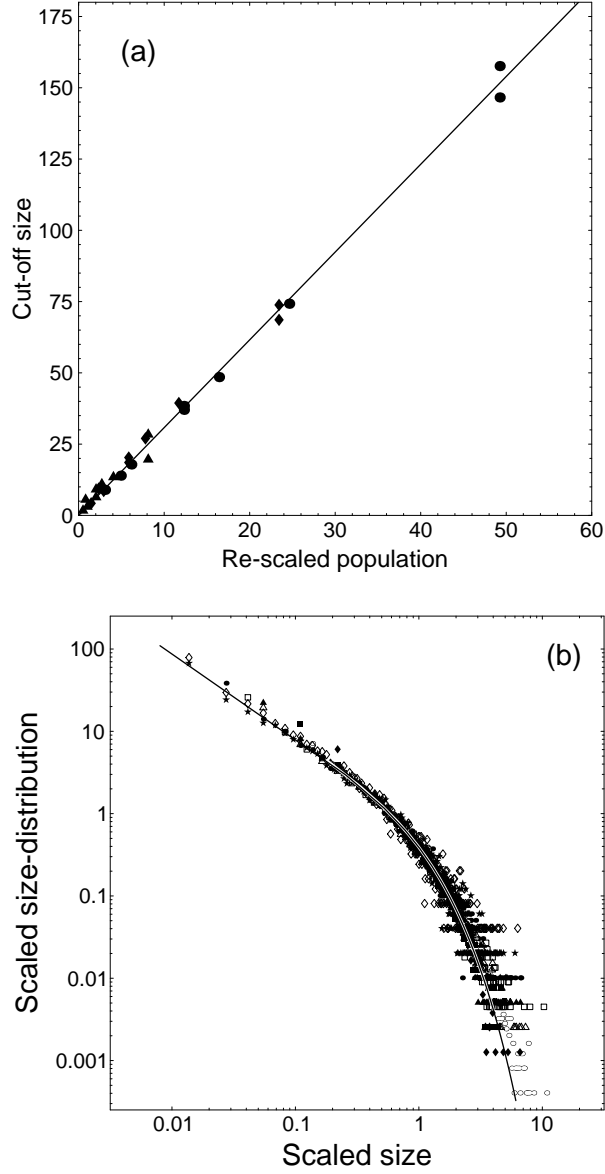 (a)
175
150
125
100
75
50
25
0
Cut-off size
0 10 20 30 40 50 60
Re-scaled population
(b)
100
10
1
0.1
0.01
0.001
Scaled size-distribution
0.01 0.1 1 10
Scaled size